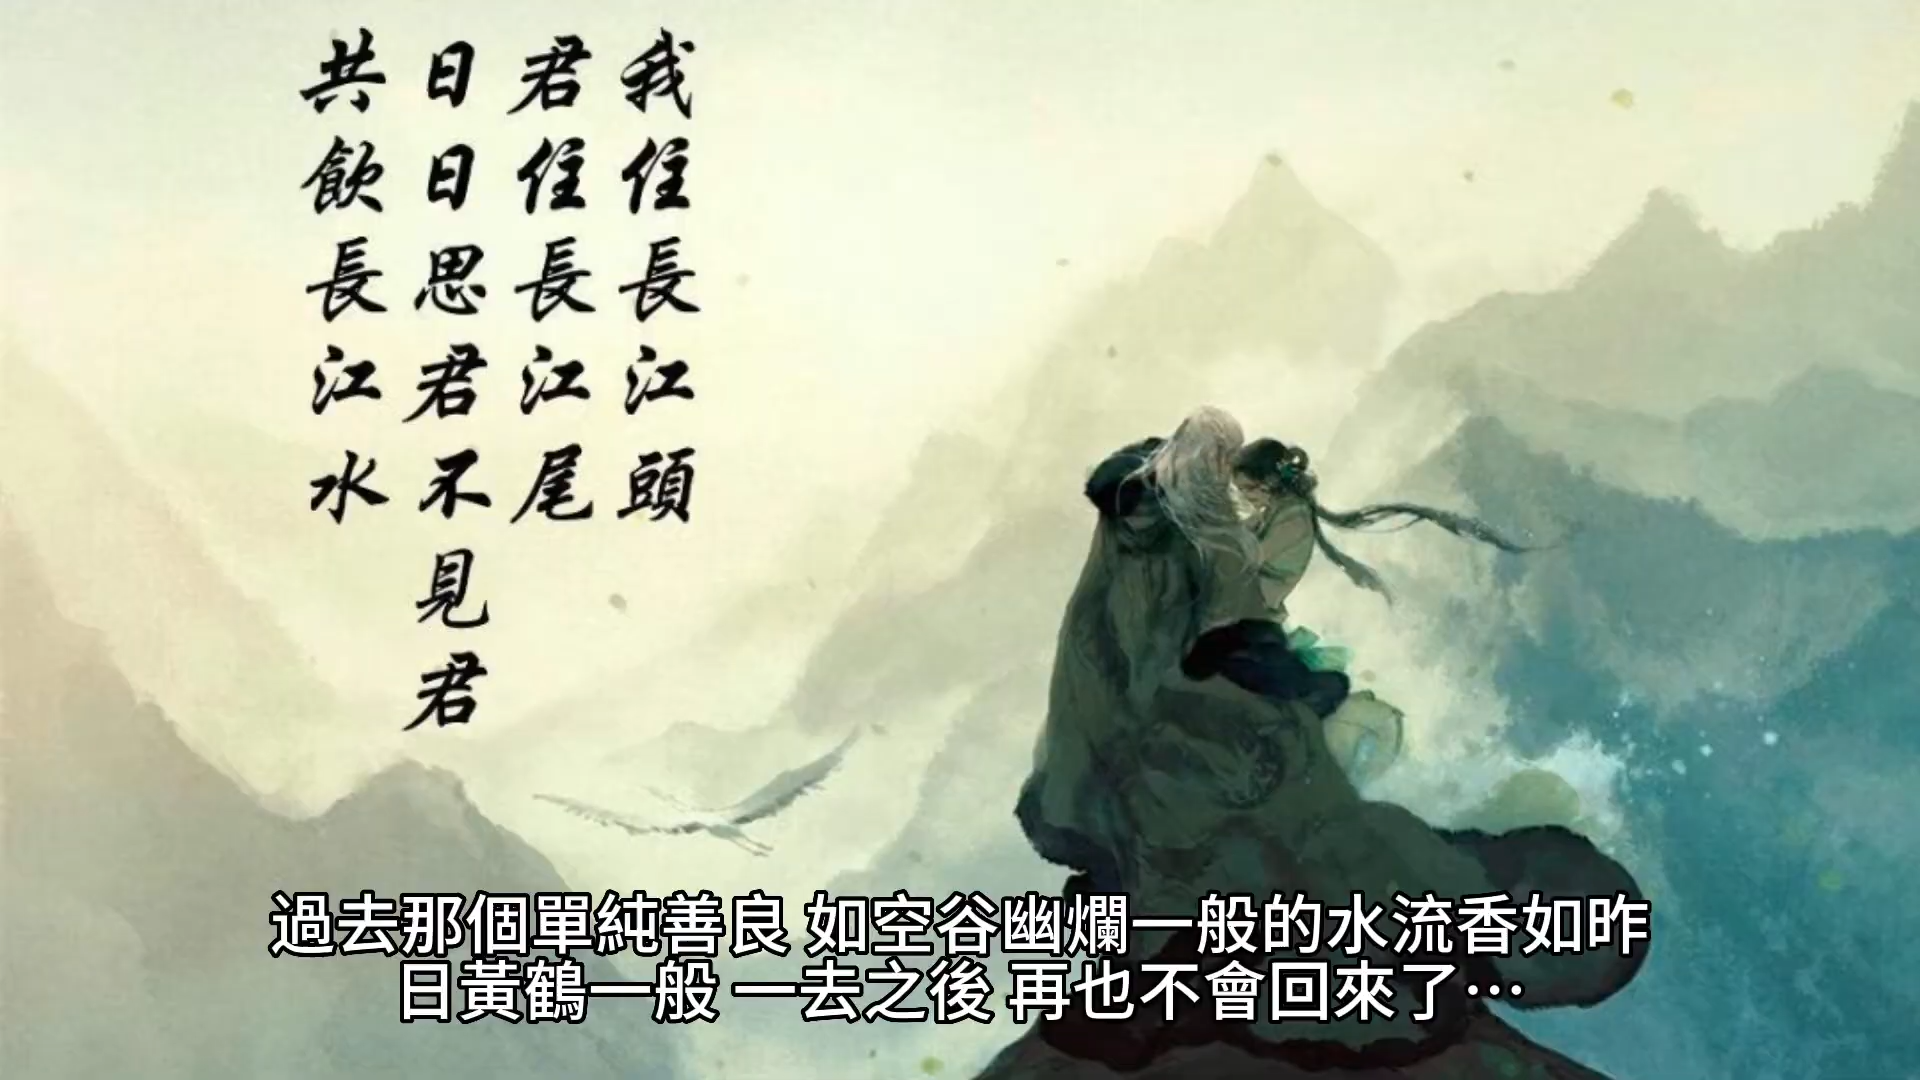 我住長江頭
君住長江尾
日日思君不見君
共飲長江水
過去那個單純善良 如空谷幽爛一般的水流香如昨
日黃鶴一般 一去之後 再也不會回來了…